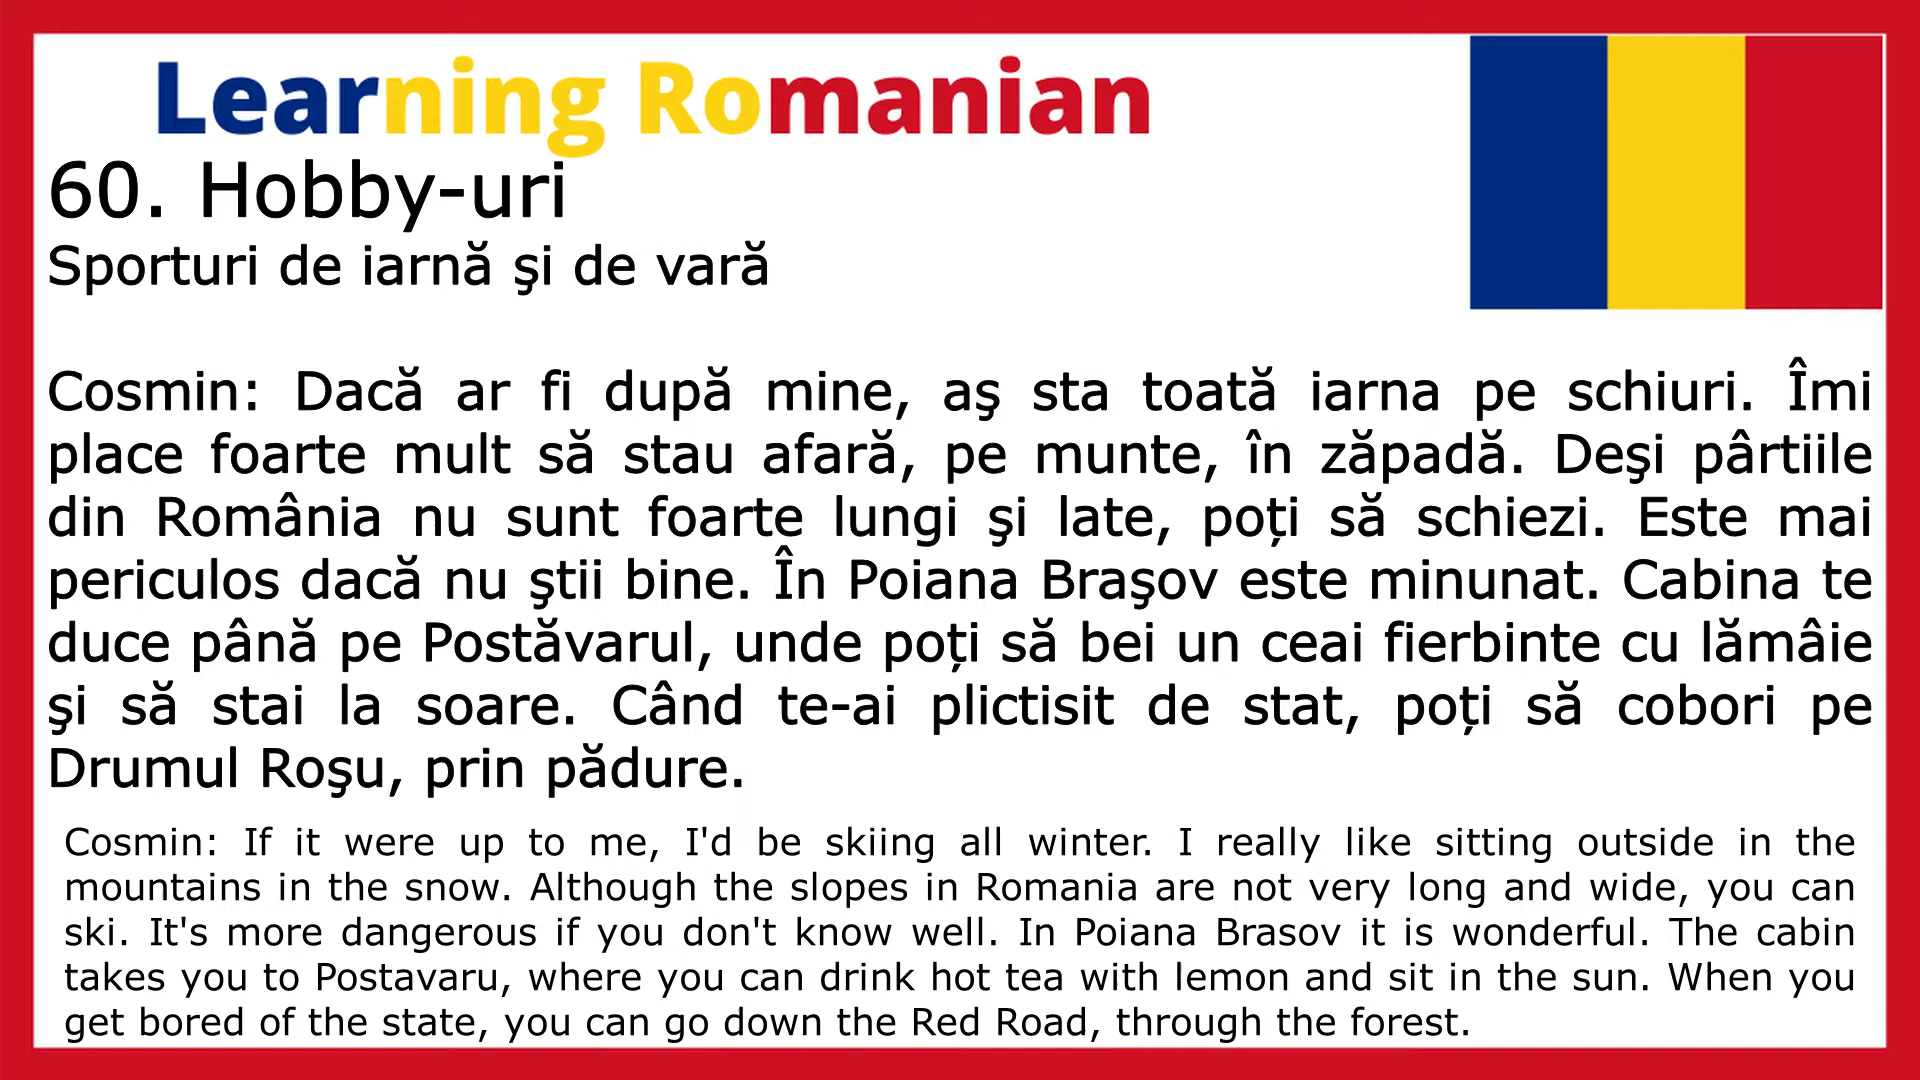 Learning Romanian
60. Hobby-uri
Sporturi de iarnă şi de vară
Cosmin: Dacă ar fi după mine, aş sta toată iarna pe schiuri. Îmi
place foarte mult să stau afară, pe munte, în zăpadă. Deşi pârtiile
din România nu sunt foarte lungi şi late, poți să schiezi. Este mai
periculos dacă nu ştii bine. În Poiana Braşov este minunat. Cabina te
duce până pe Postăvarul, unde poți să bei un ceai fierbinte cu lămâie
şi să stai la soare. Când te-ai plictisit de stat, poți să cobori pe
Drumul Roşu, prin pădure.
Cosmin: If it were up to me, I'd be skiing all winter. I really like sitting outside in the
mountains in the snow. Although the slopes in Romania are not very long and wide, you can
ski. It's more dangerous if you don't know well. In Poiana Brasov it is wonderful. The cabin
takes you to Postavaru, where you can drink hot tea with lemon and sit in the sun. When you
get bored of the state, you can go down the Red Road, through the forest.